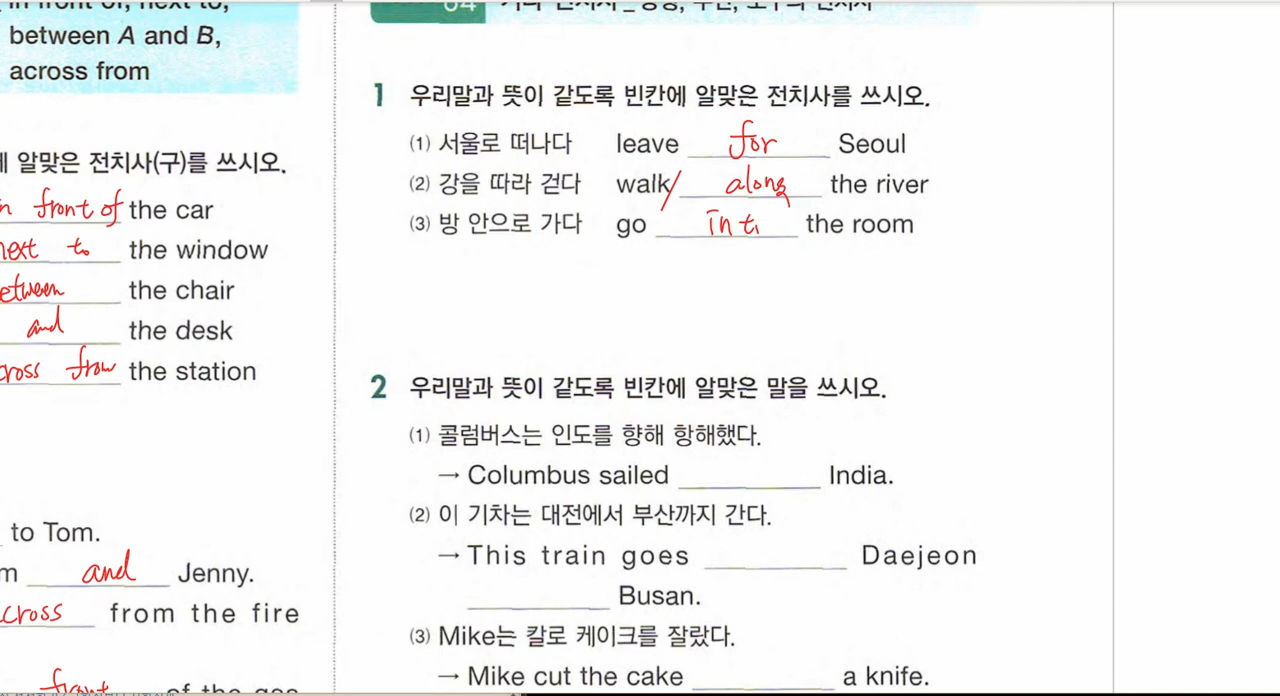 between A and B,
across from
알맞은 전치사(구)를 쓰시오.
front of the car
next to the window
between the chair
and the desk
cross from the station
to Tom.
m and Jenny.
cross from the fire
front of the gas
04
1 우리말과 뜻이 같도록 빈칸에 알맞은 전치사를 쓰시오.
(1) 서울로 떠나다 leave for Seoul
(2) 강을 따라 걷다 walk / along the river
(3) 방 안으로 가다 go int the room
2 우리말과 뜻이 같도록 빈칸에 알맞은 말을 쓰시오.
(1) 콜럼버스는 인도를 향해 항해했다.
→ Columbus sailed ________ India.
(2) 이 기차는 대전에서 부산까지 간다.
→ This train goes ________ Daejeon
________ Busan.
(3) Mike는 칼로 케이크를 잘랐다.
→ Mike cut the cake ________ a knife.